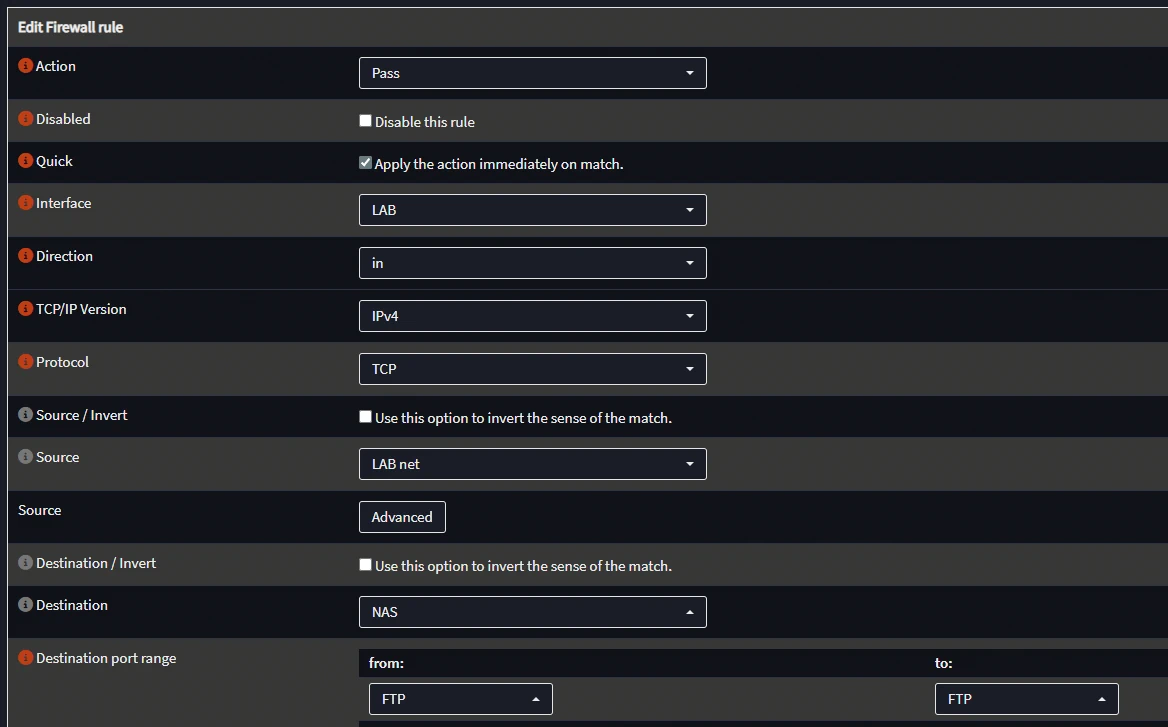 Edit Firewall rule
Action
Pass
Disabled
Disable this rule
Quick
Apply the action immediately on match.
Interface
LAB
Direction
in
TCP/IP Version
IPv4
Protocol
TCP
Source / Invert
Use this option to invert the sense of the match.
Source
LAB net
Source
Advanced
Destination / Invert
Use this option to invert the sense of the match.
Destination
NAS
Destination port range
from: to:
FTP FTP